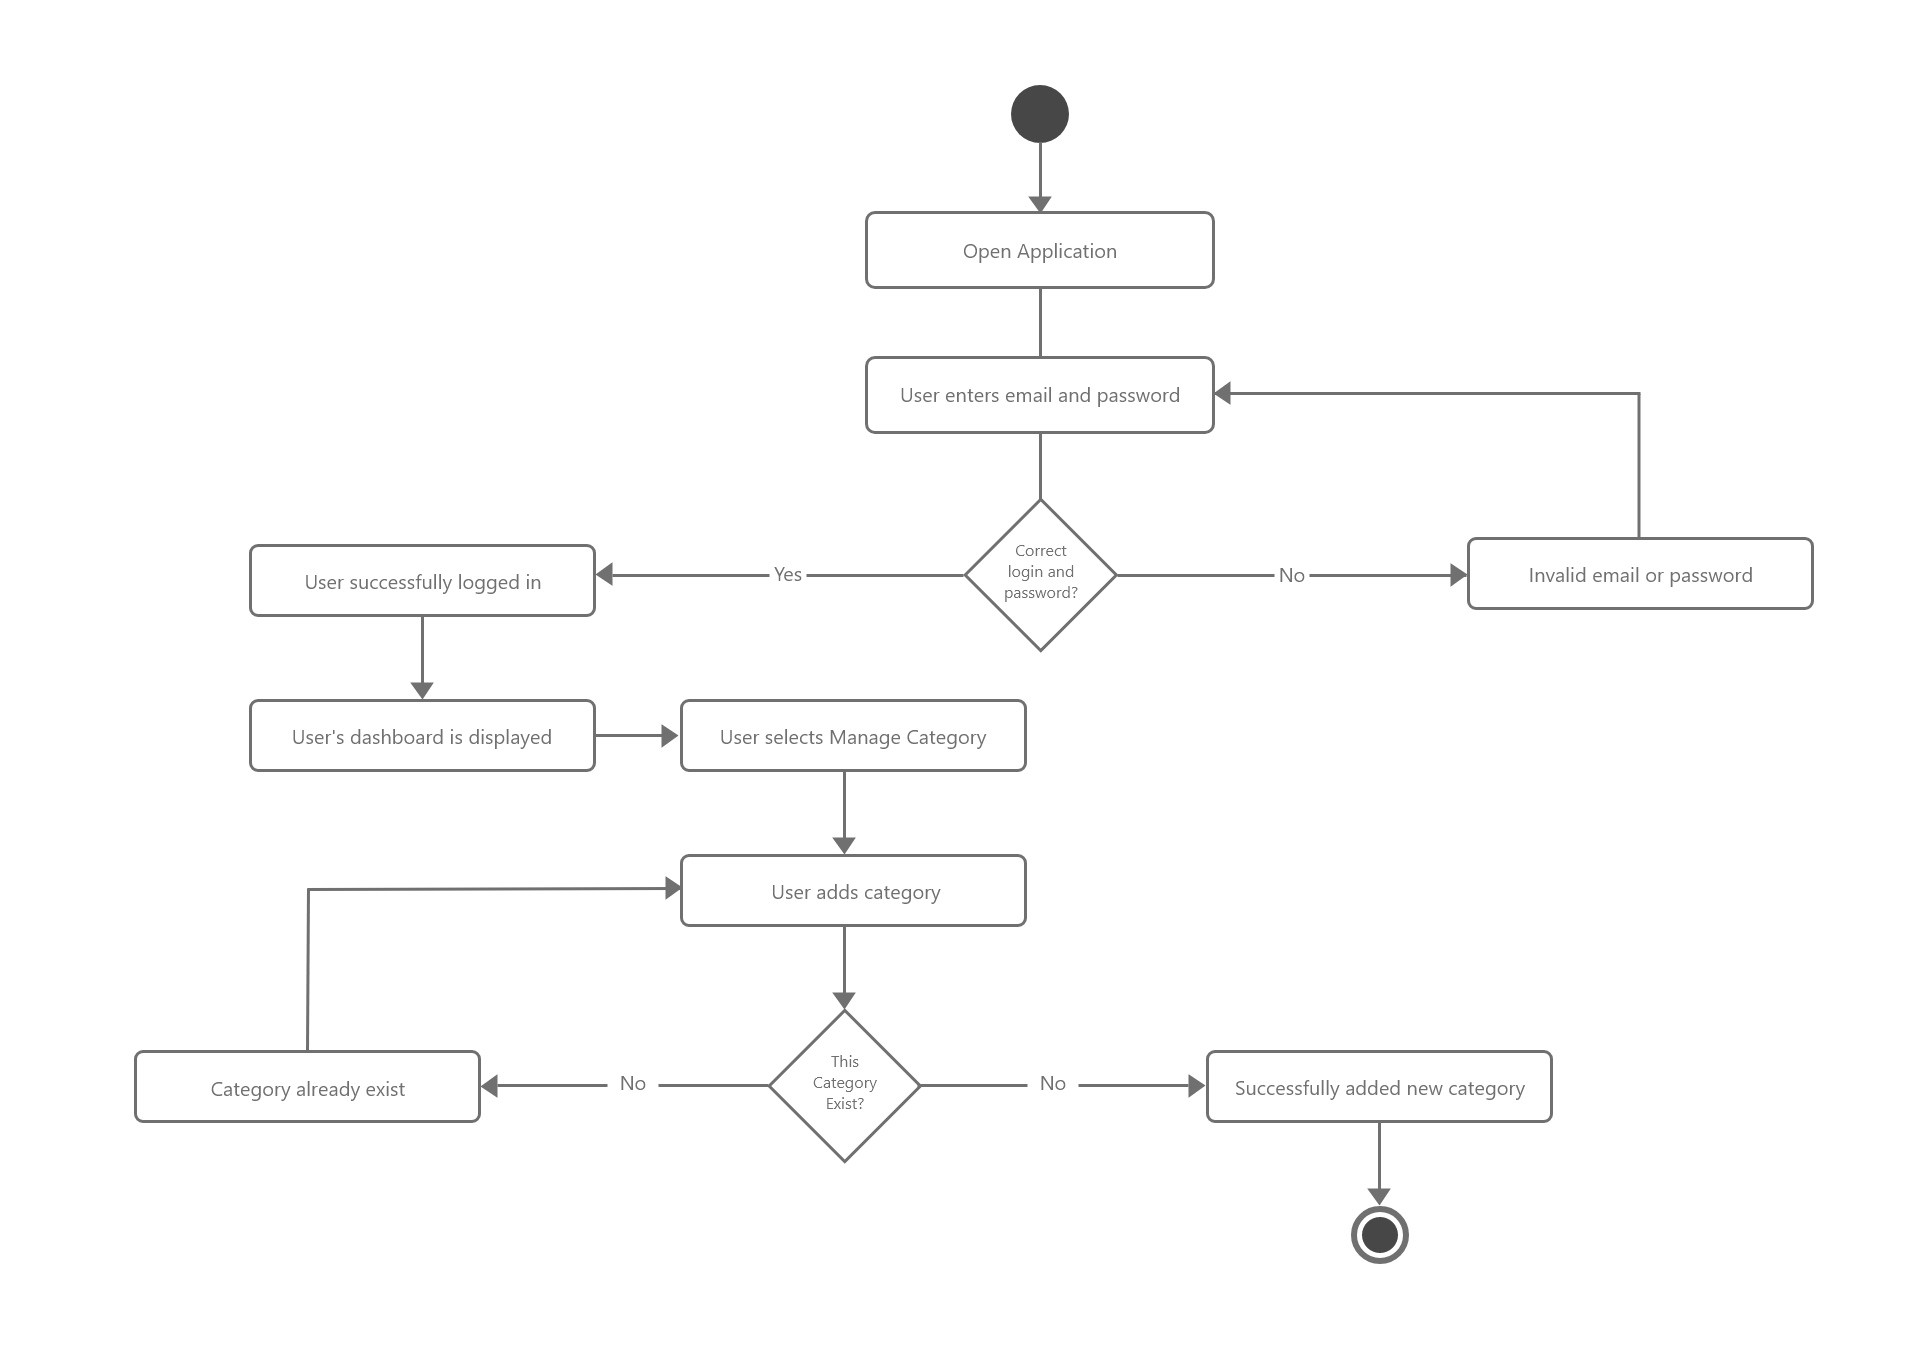 Open Application
User enters email and password
Correct
login and
password?
Yes
No
User successfully logged in
Invalid email or password
User's dashboard is displayed
User selects Manage Category
User adds category
This
Category
Exist?
No
No
Category already exist
Successfully added new category